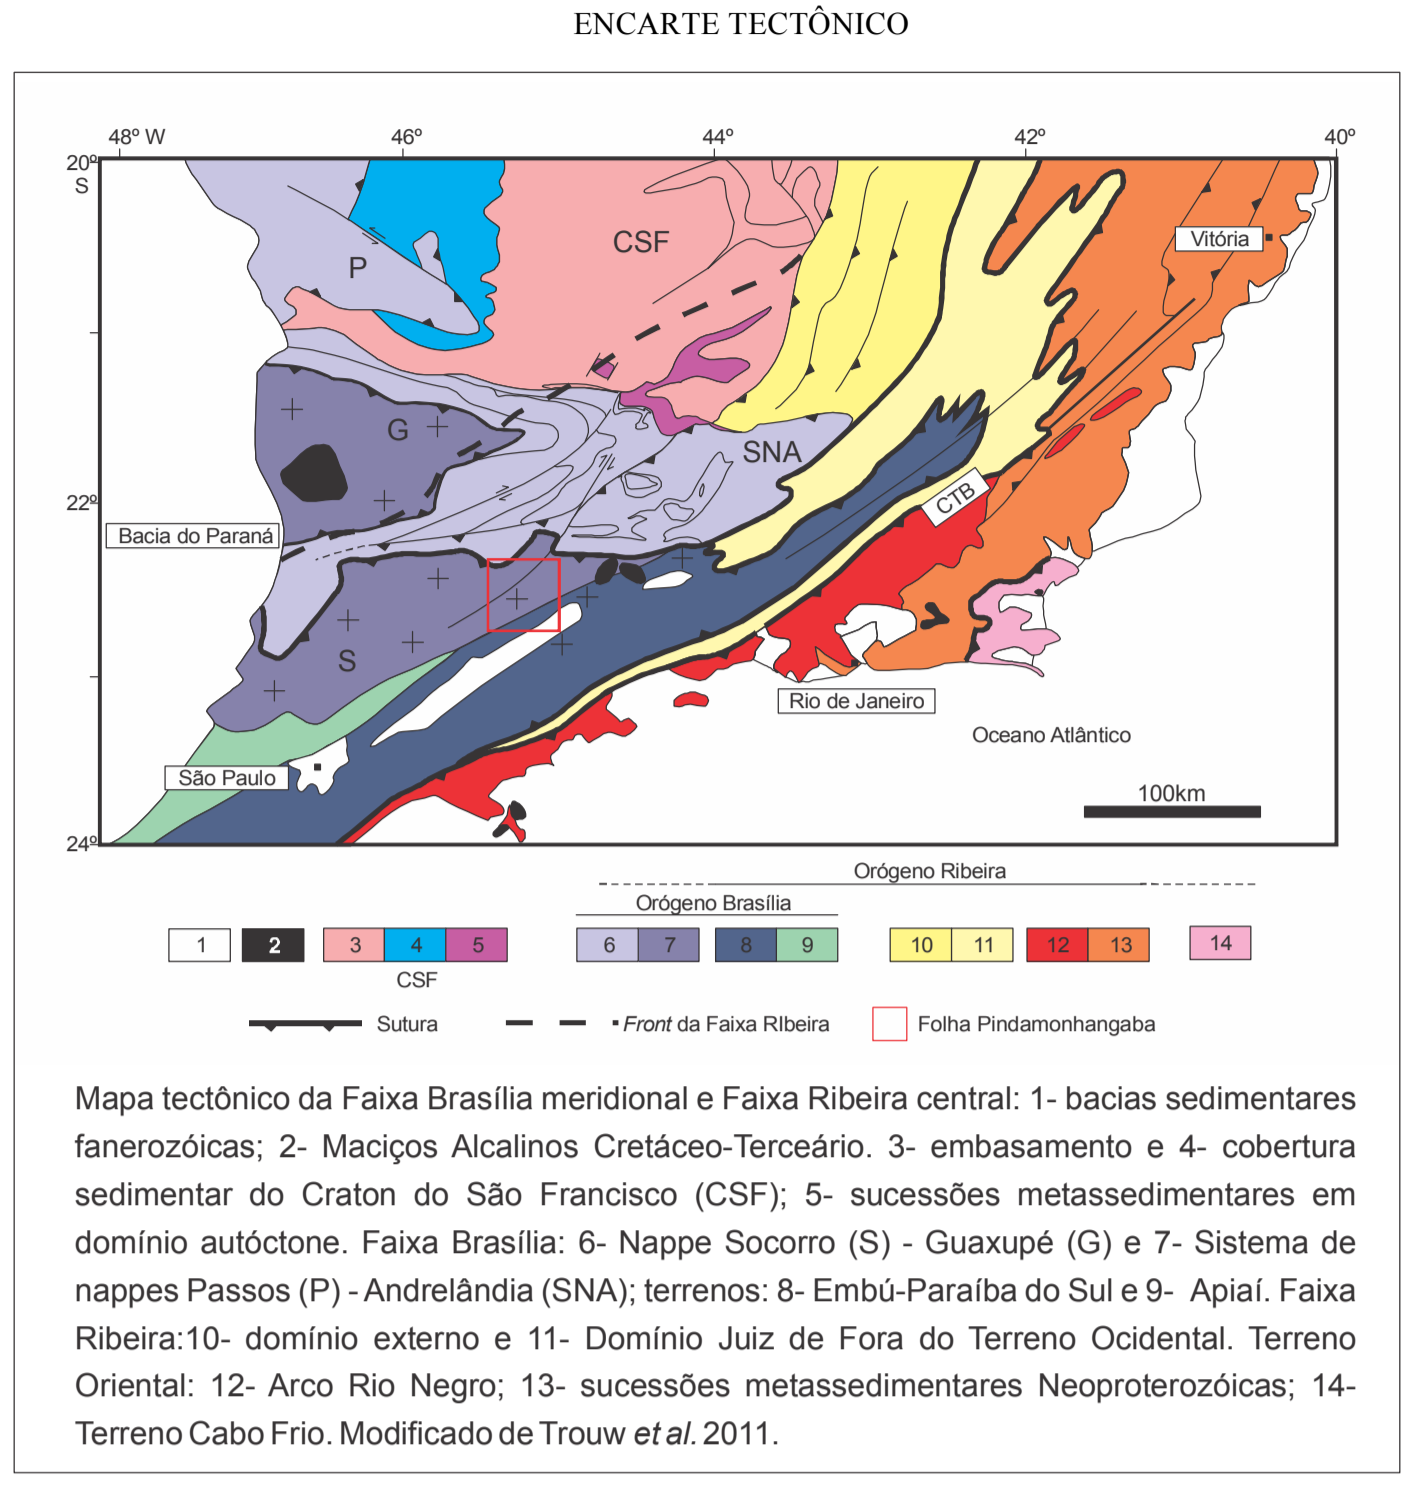 ENCARTE TECTÔNICO
48º W
46º
44º
42º
40º
20º
S
CSF
Vitória
P
G
SNA
22º
CTB
Bacia do Paraná
S
Rio de Janeiro
Oceano Atlântico
São Paulo
100km
24º
Orógeno Ribeira
Orógeno Brasília
1 2 3 4 5 6 7 8 9 10 11 12 13 14
CSF
Sutura
Front da Faixa RIbeira
Folha Pindamonhangaba
Mapa tectônico da Faixa Brasília meridional e Faixa Ribeira central: 1- bacias sedimentares
fanerozóicas; 2- Maciços Alcalinos Cretáceo-Terceário. 3- embasamento e 4- cobertura
sedimentar do Craton do São Francisco (CSF); 5- sucessões metassedimentares em
domínio autóctone. Faixa Brasília: 6- Nappe Socorro (S) - Guaxupé (G) e 7- Sistema de
nappes Passos (P) - Andrelândia (SNA); terrenos: 8- Embú-Paraíba do Sul e 9- Apiaí. Faixa
Ribeira:10- domínio externo e 11- Domínio Juiz de Fora do Terreno Ocidental. Terreno
Oriental: 12- Arco Rio Negro; 13- sucessões metassedimentares Neoproterozóicas; 14-
Terreno Cabo Frio. Modificado de Trouw et al. 2011.